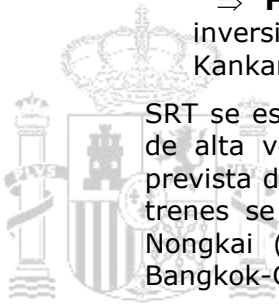 ⇒ H
inversi
Kankar
SRT se es
de alta v
prevista d
trenes se
Nongkai (
Bangkok-C